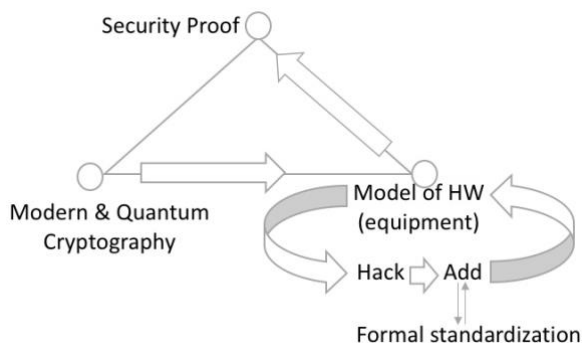 Security Proof
Modern & Quantum
Cryptography
Model of HW
(equipment)
Hack
Add
Formal standardization